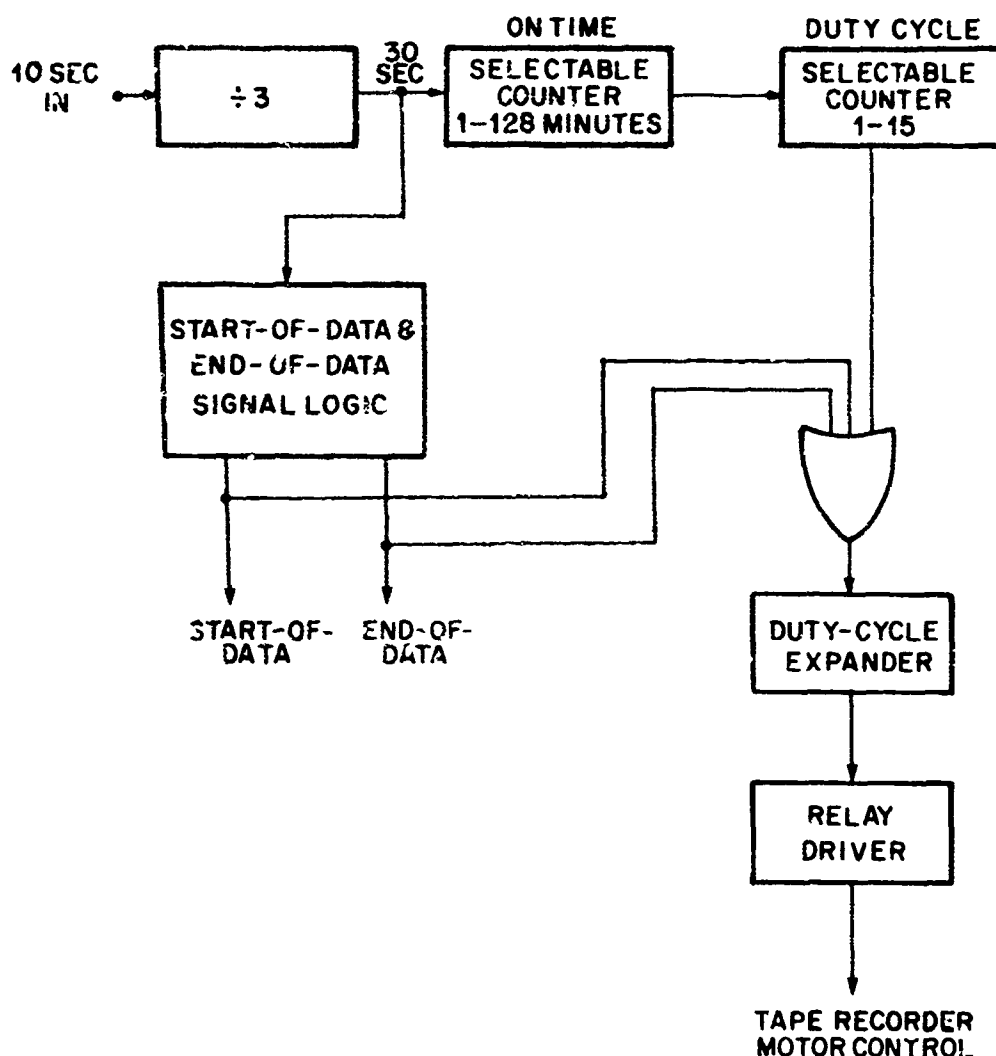 10 SEC
IN
÷3
30
SEC
ON TIME
SELECTABLE
COUNTER
1-128 MINUTES
DUTY CYCLE
SELECTABLE
COUNTER
1-15
START-OF-DATA &
END-OF-DATA
SIGNAL LOGIC
START-OF-
DATA
END-OF-
DATA
DUTY-CYCLE
EXPANDER
RELAY
DRIVER
TAPE RECORDER
MOTOR CONTROL